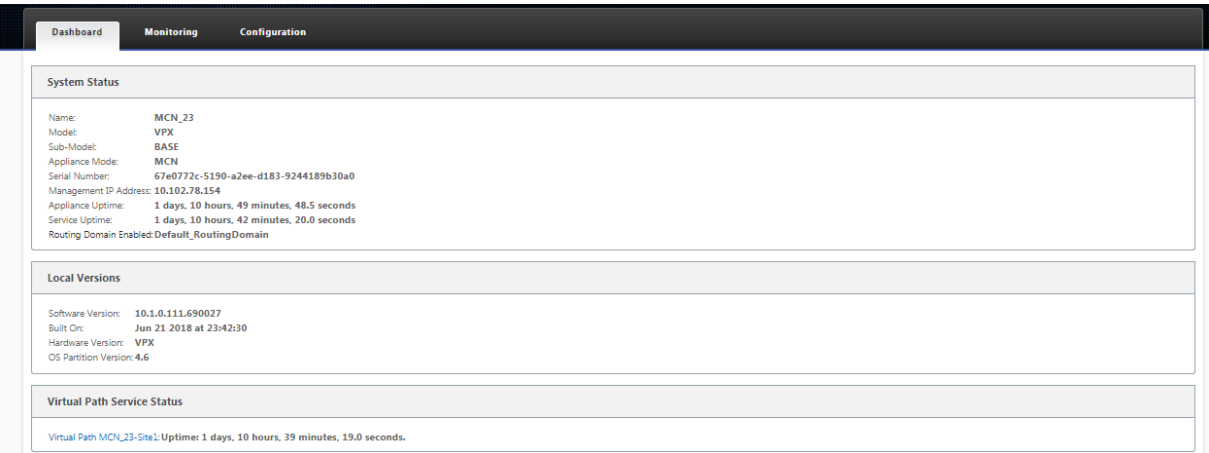 Dashboard Monitoring Configuration
System Status
Name: MCN_23
Model: VPX
Sub-Model: BASE
Appliance Mode: MCN
Serial Number: 67e0772c-5190-a2ee-d183-9244189b30a0
Management IP Address: 10.102.78.154
Appliance Uptime: 1 days, 10 hours, 49 minutes, 48.5 seconds
Service Uptime: 1 days, 10 hours, 42 minutes, 20.0 seconds
Routing Domain Enabled: Default_RoutingDomain
Local Versions
Software Version: 10.1.0.111.690027
Built On: Jun 21 2018 at 23:42:30
Hardware Version: VPX
OS Partition Version: 4.6
Virtual Path Service Status
Virtual Path MCN_23-Site1: Uptime: 1 days, 10 hours, 39 minutes, 19.0 seconds.